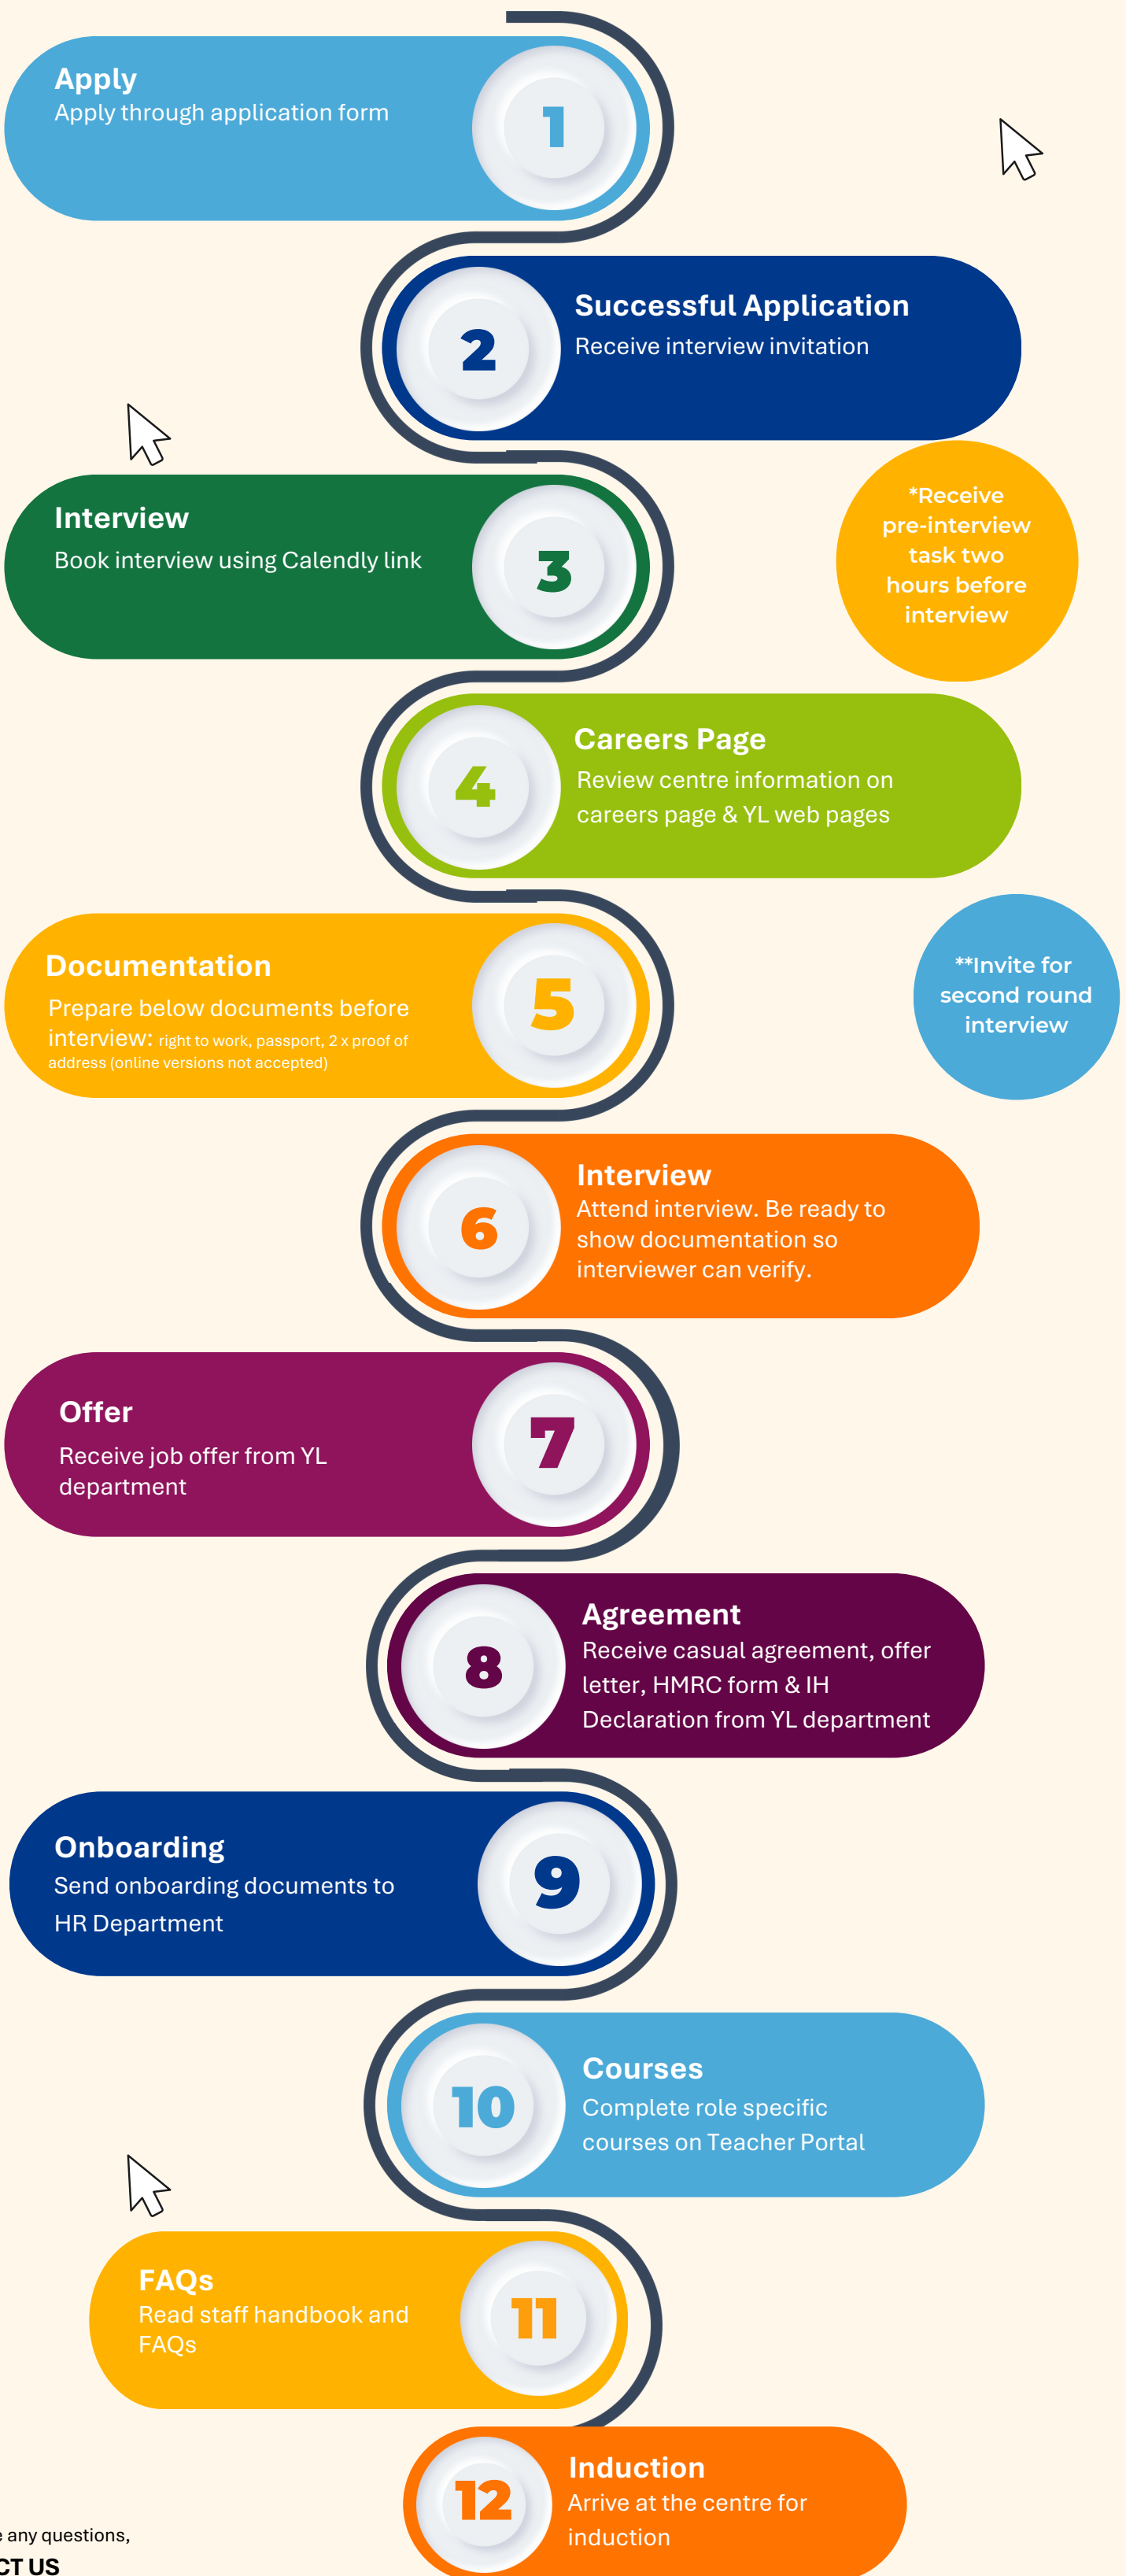 Apply
Apply through application form
1
2
Successful Application
Receive interview invitation
Interview
Book interview using Calendly link
3
*Receive
pre-interview
task two
hours before
interview
4
Careers Page
Review centre information on
careers page & YL web pages
Documentation
Prepare below documents before
interview: right to work, passport, 2 x proof of
address (online versions not accepted)
5
**Invite for
second round
interview
6
Interview
Attend interview. Be ready to
show documentation so
interviewer can verify.
Offer
Receive job offer from YL
department
7
8
Agreement
Receive casual agreement, offer
letter, HMRC form & IH
Declaration from YL department
Onboarding
Send onboarding documents to
HR Department
9
10
Courses
Complete role specific
courses on Teacher Portal
FAQs
Read staff handbook and
FAQs
11
12
Induction
Arrive at the centre for
induction
any questions,
US